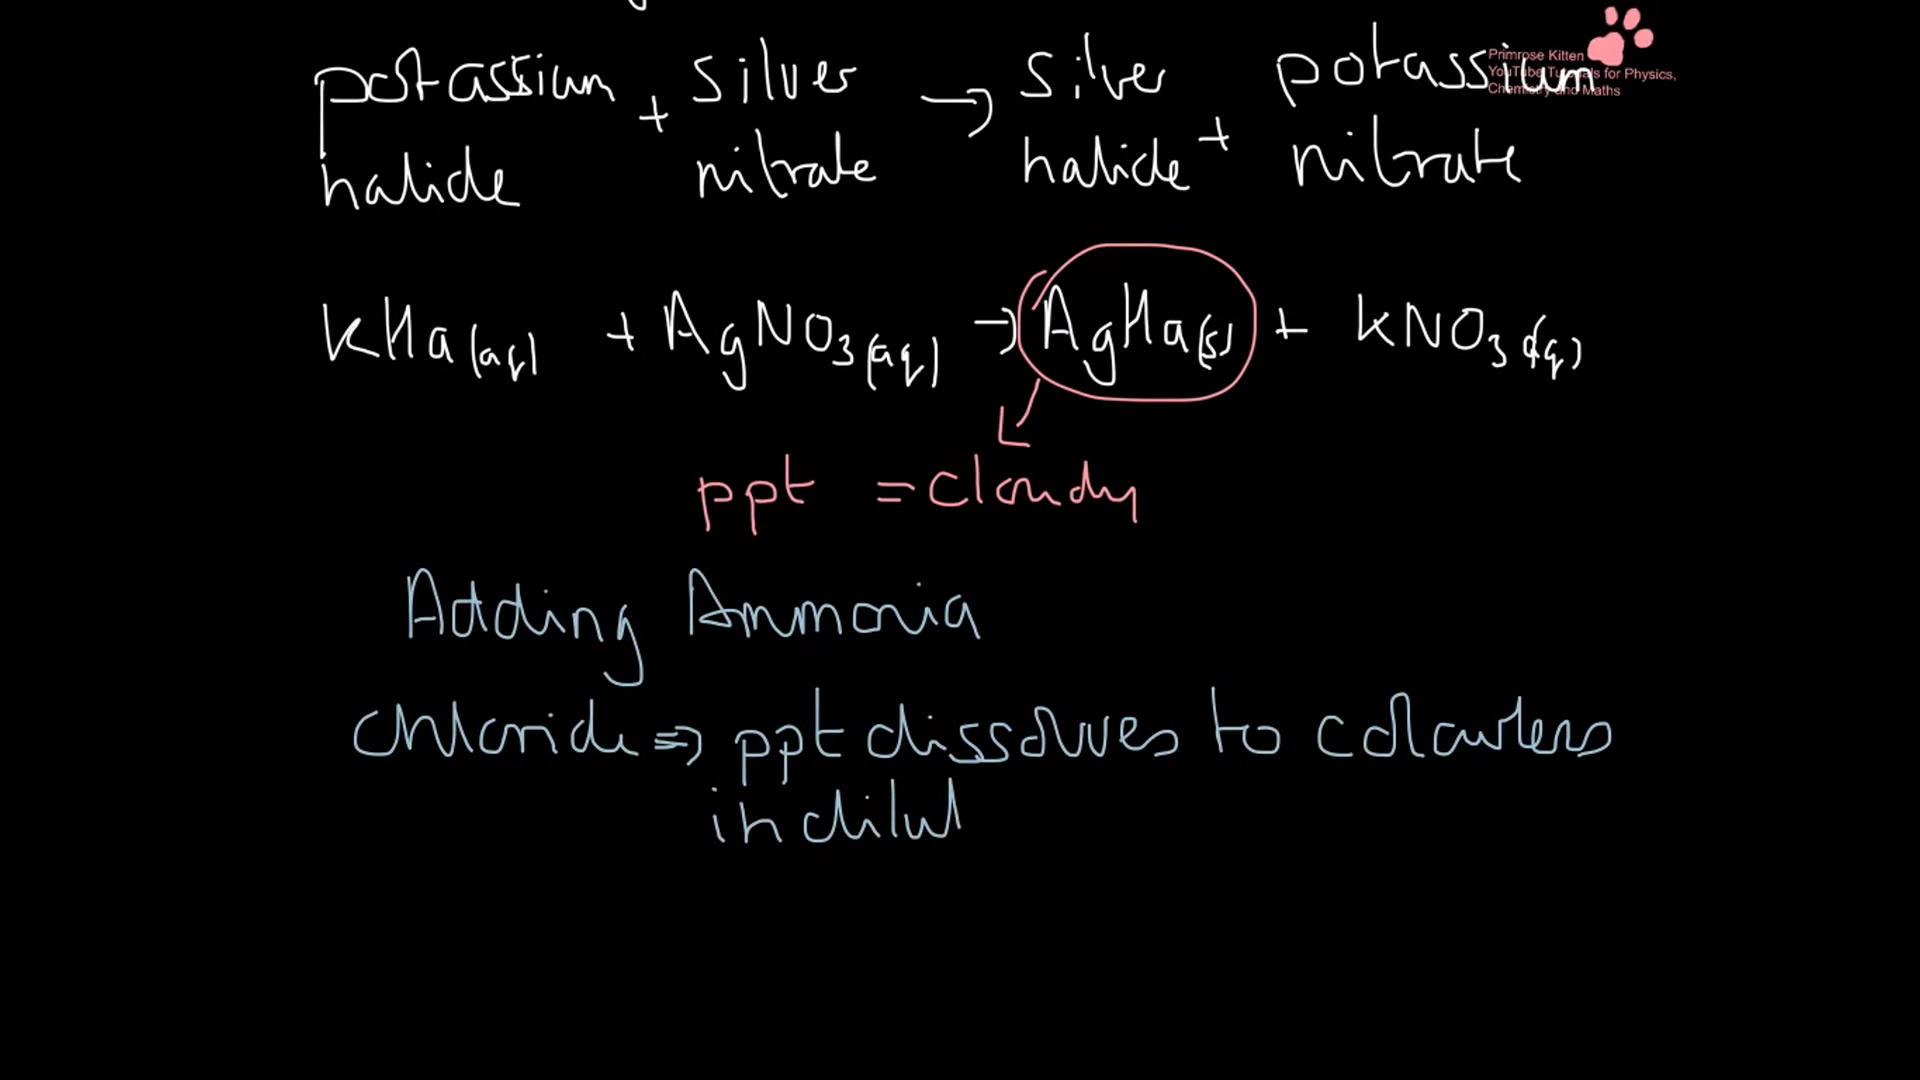 potassium + silver → silver + potassium
halide nitrate halide nitrate
Primrose Kitten
YouTube Tutorials for Physics,
Chemistry and Maths
KHa(aq) + AgNO3(aq) → AgHa(s) + KNO3(aq)
ppt = cloudy
Adding Ammonia
chloride ⇒ ppt dissolves to colourless
in dilut